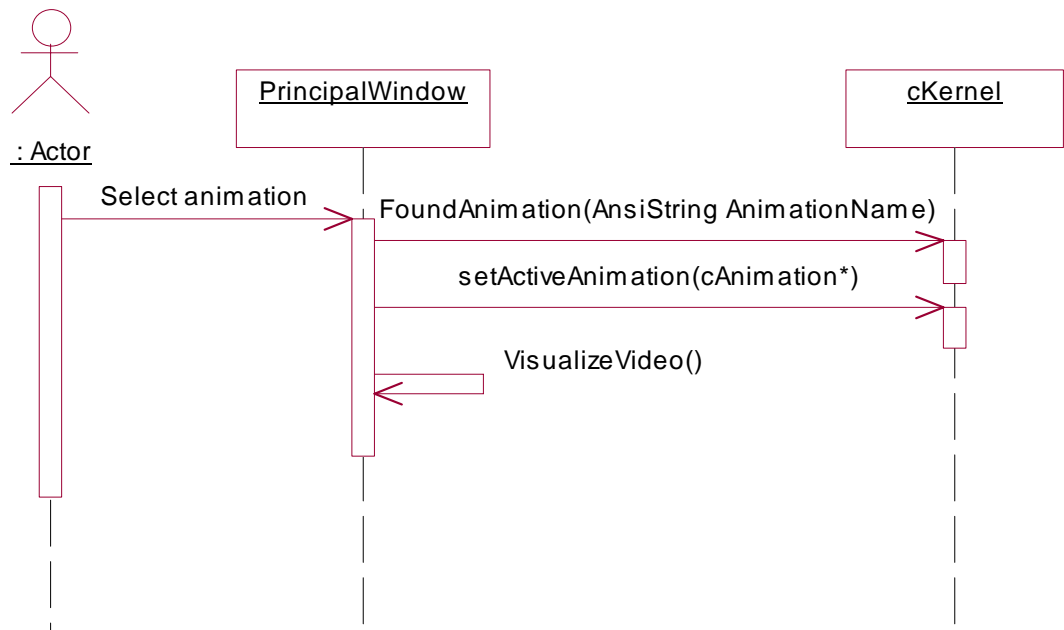 PrincipalWindow
cKernel
: Actor
Select animation
FoundAnimation(AnsiString AnimationName)
setActiveAnimation(cAnimation*)
VisualizeVideo()